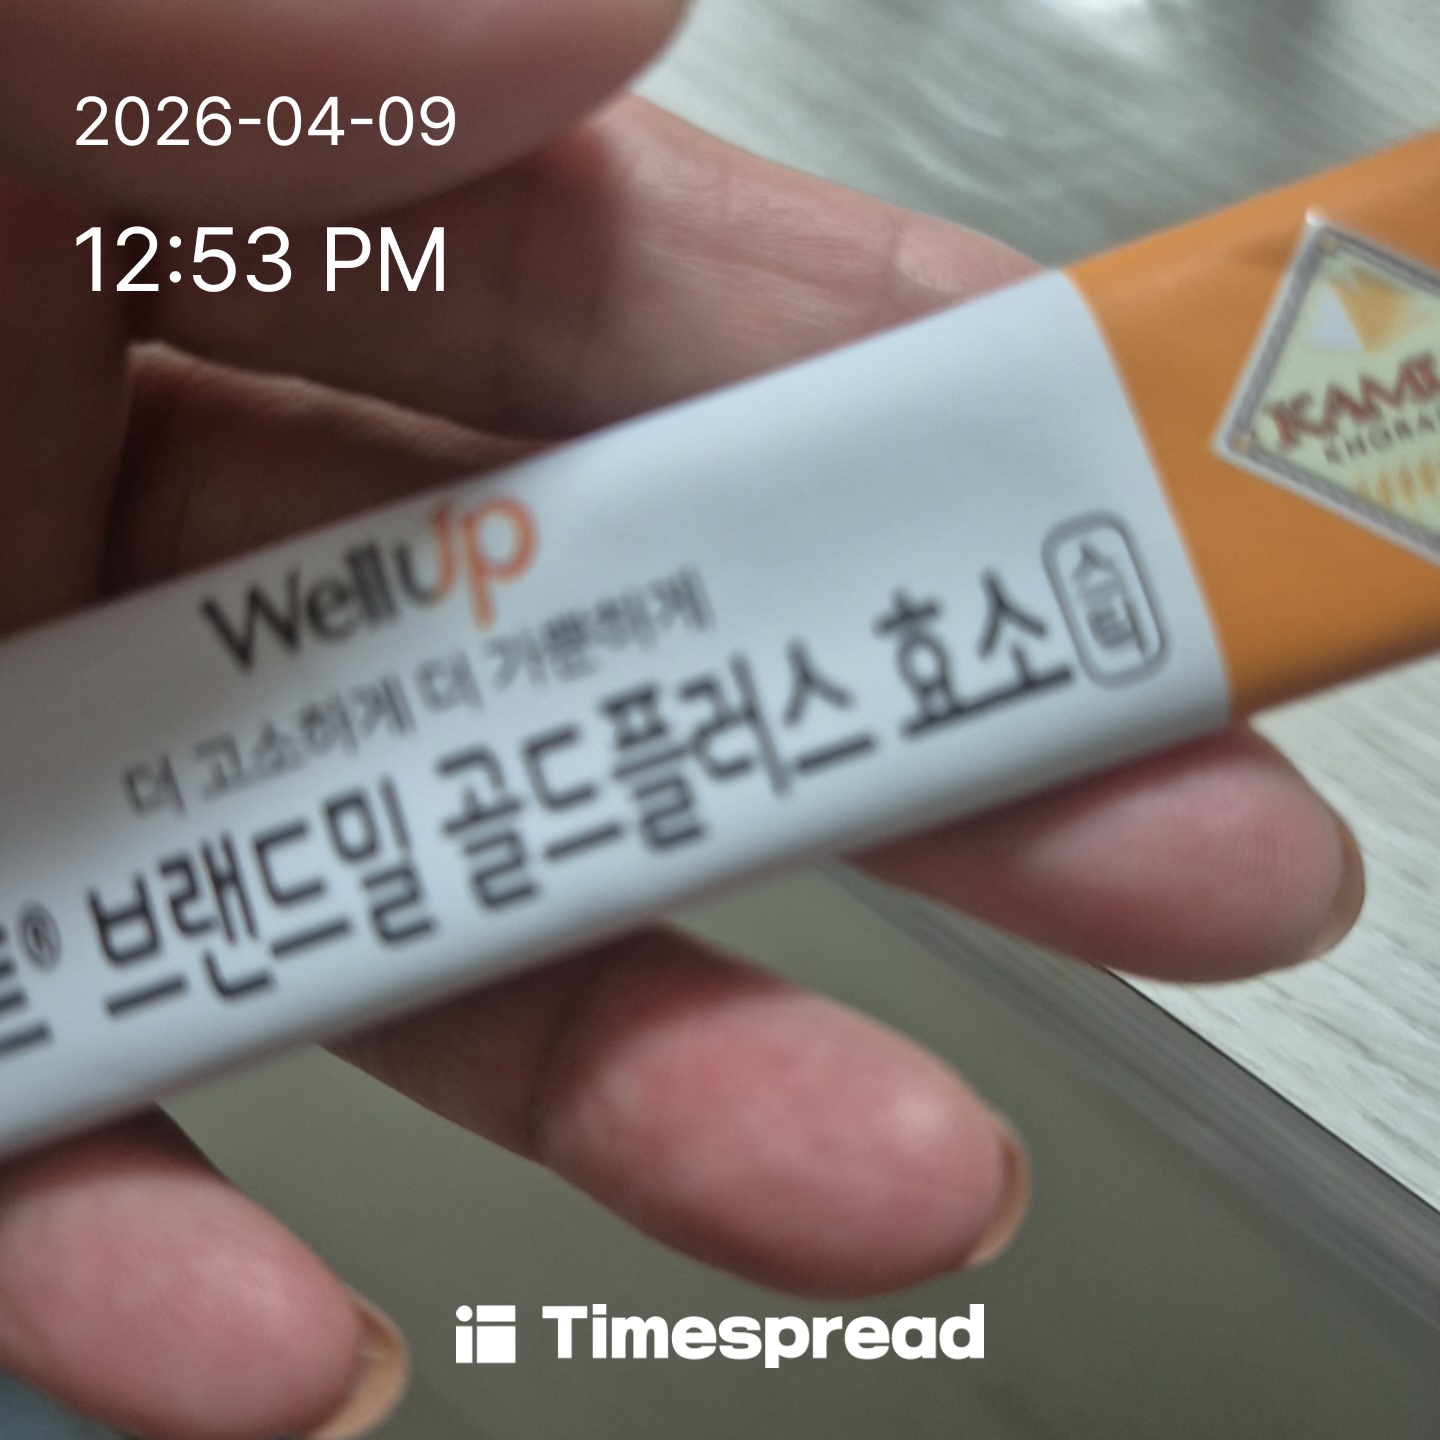 2026-04-09
12:53 PM
WellUp
더 고소하게 더 가뿐하게
트® 브랜드밀 골드플러스 효소 스틱
Timespread